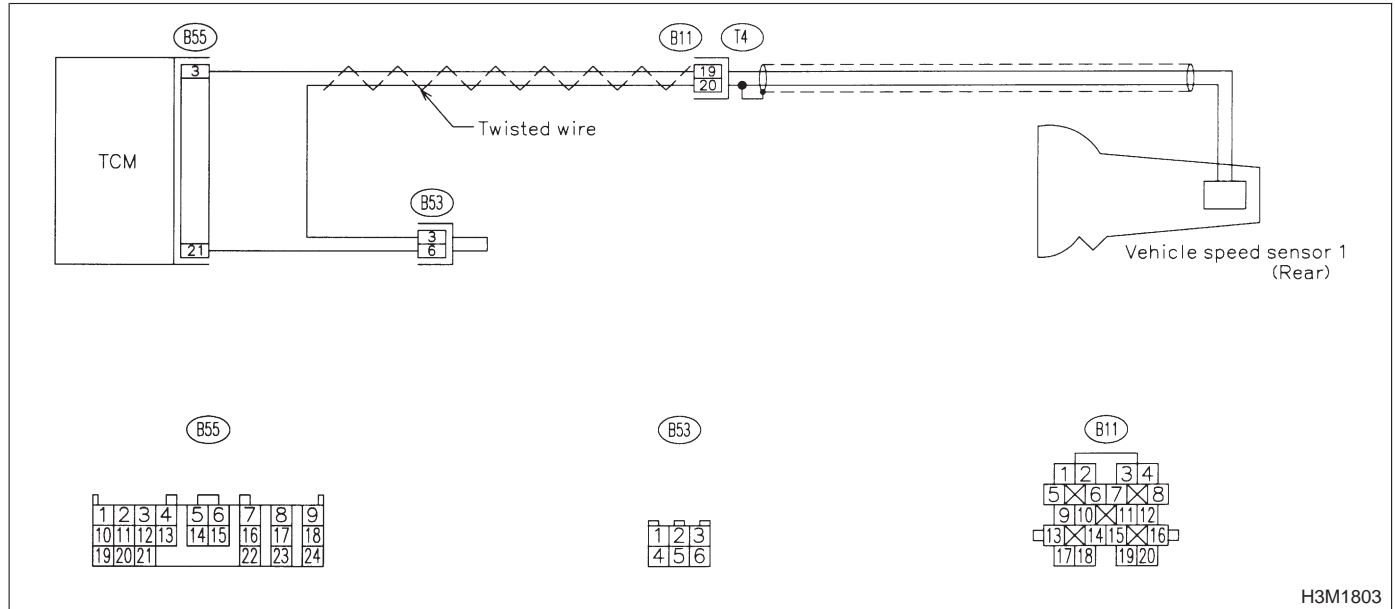 B55
B11 T4
3
19
20
Twisted wire
TCM
B53
3
6
21
Vehicle speed sensor 1
(Rear)
B55
B53
B11
1 2 3 4 5 6 7 8 9
10 11 12 13 14 15 16 17 18
19 20 21 22 23 24
1 2 3
4 5 6
1 2 3 4
5 6 7 8
9 10 11 12
13 14 15 16
17 18 19 20
H3M1803